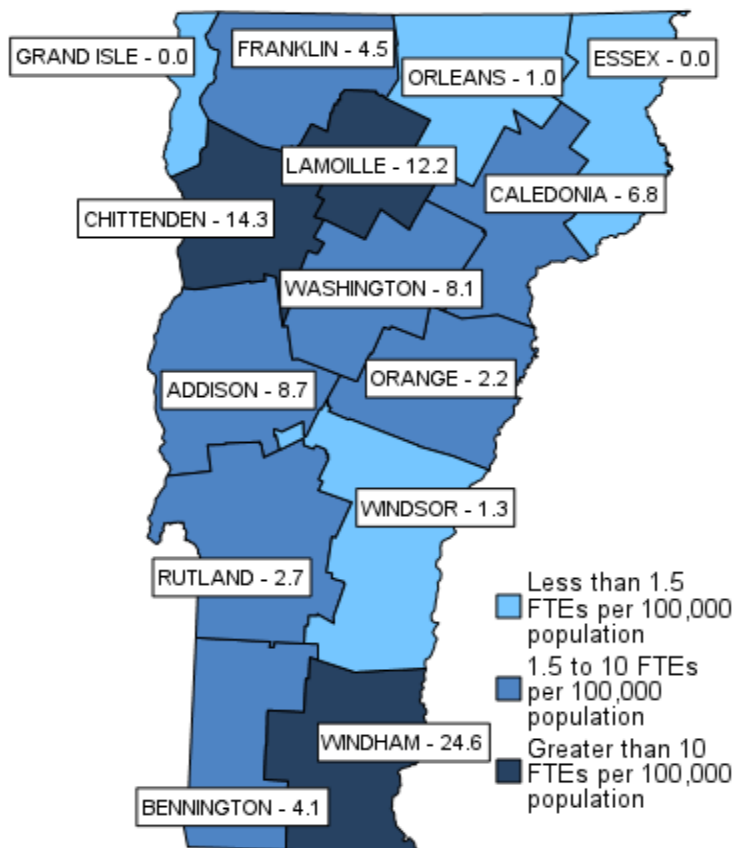 FRANKLIN - 4.5
GRAND ISLE - 0.0
ESSEX - 0.0
ORLEANS - 1.0
LAMOILLE - 12.2
CALEDONIA - 6.8
CHITTENDEN - 14.3
WASHINGTON - 8.1
ORANGE - 2.2
ADDISON - 8.7
WINDSOR - 1.3
RUTLAND - 2.7
Less than 1.5
FTEs per 100,000
population
1.5 to 10 FTEs
per 100,000
population
WINDHAM - 24.6
Greater than 10
FTEs per 100,000
population
BENNINGTON - 4.1